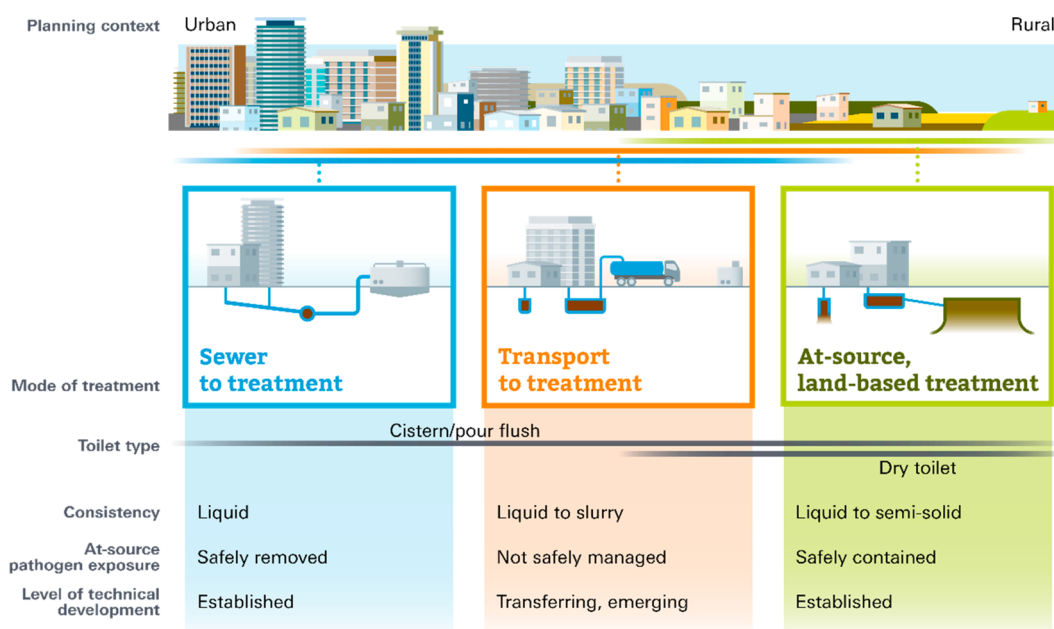 Planning context
Urban
Rural
Mode of treatment
Sewer
to treatment
Transport
to treatment
At-source,
land-based treatment
Toilet type
Cistern/pour flush
Dry toilet
Consistency
Liquid
Liquid to slurry
Liquid to semi-solid
At-source
pathogen exposure
Safely removed
Not safely managed
Safely contained
Level of technical
development
Established
Transferring, emerging
Established